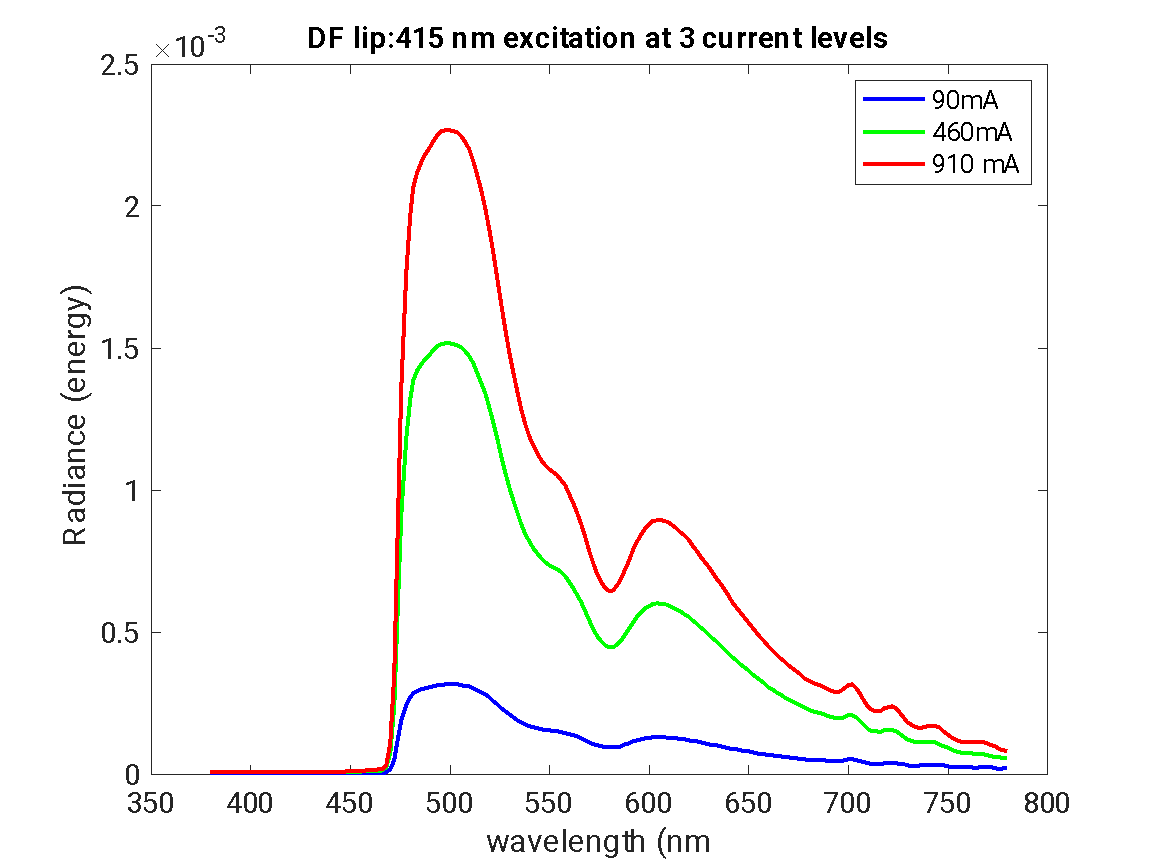 DF lip:415 nm excitation at 3 current levels
×10-3
2.5
2
1.5
1
0.5
0
Radiance (energy)
90mA
460mA
910 mA
350 400 450 500 550 600 650 700 750 800
wavelength (nm